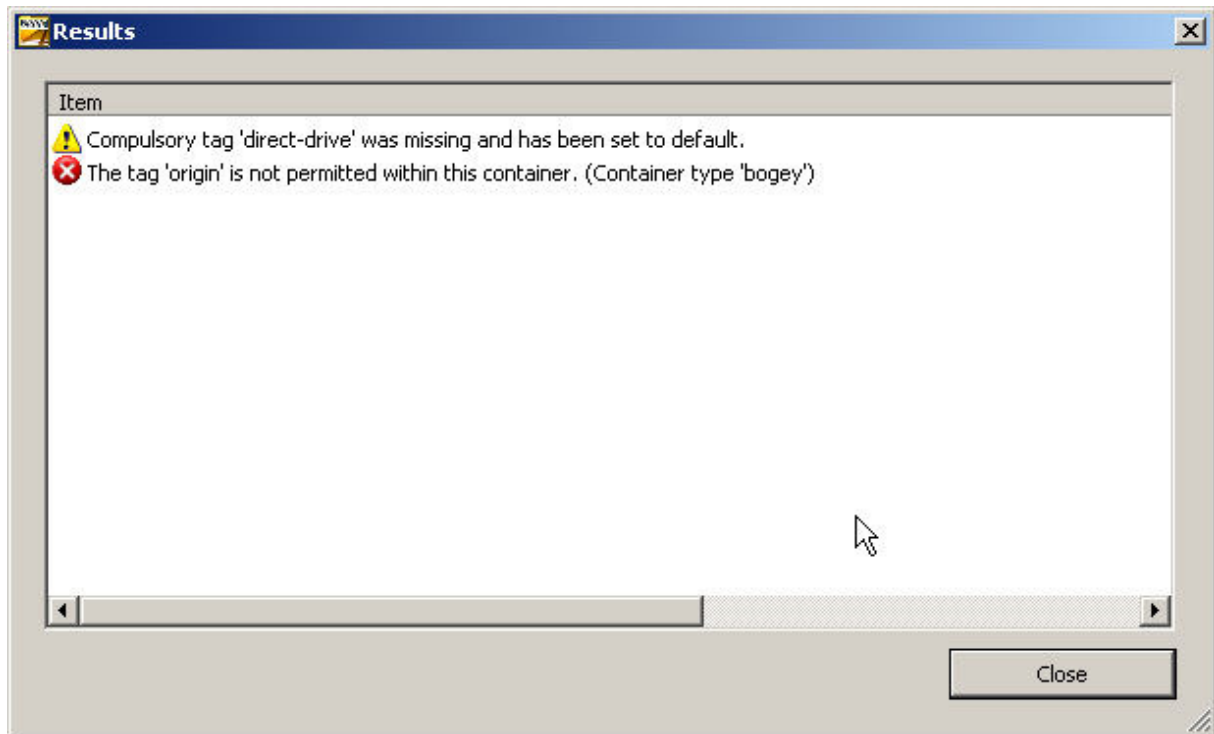 Results
Item
Compulsory tag 'direct-drive' was missing and has been set to default.
The tag 'origin' is not permitted within this container. (Container type 'bogey')
Close